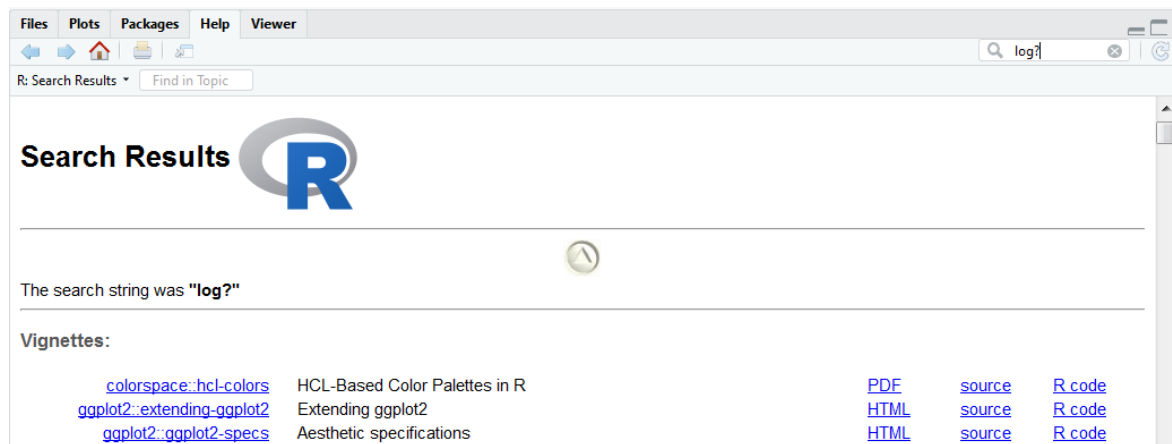 Files Plots Packages Help Viewer
log?
R: Search Results Find in Topic
Search Results R
The search string was "log?"
Vignettes:
colorspace::hcl-colors HCL-Based Color Palettes in R PDF source R code
ggplot2::extending-ggplot2 Extending ggplot2 HTML source R code
ggplot2::ggplot2-specs Aesthetic specifications HTML source R code